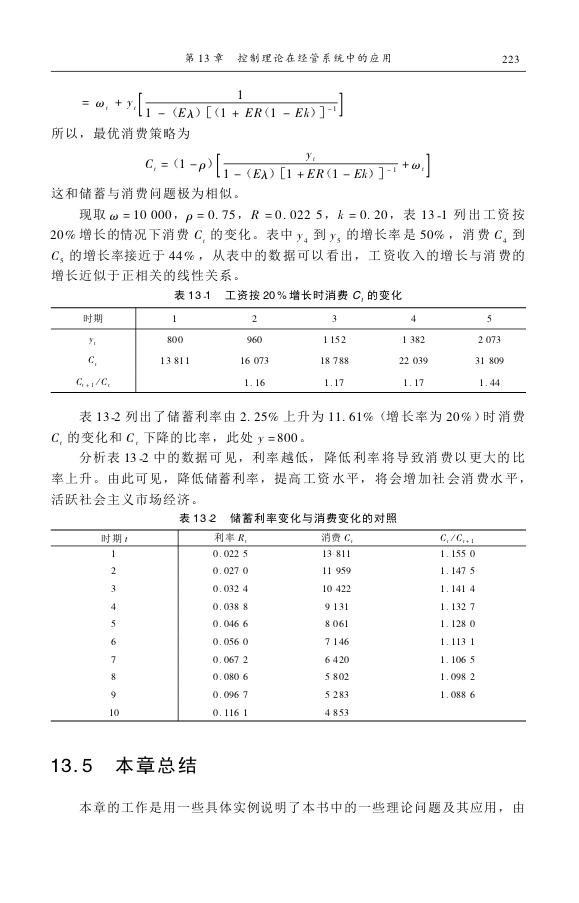 第 13 章　控制理论在经管系统中的应用　223
= ω_t + y_t[ 1 / (1 - (Eλ)[(1 + ER(1 - Ek)]^{-1}) ]
所以，最优消费策略为
C_t = (1 - ρ)[ y_t / (1 - (Eλ)[1 + ER(1 - Ek)]^{-1}) + ω_t ]
这和储蓄与消费问题极为相似。
现取 ω = 10 000，ρ = 0. 75，R = 0. 022 5，k = 0. 20，表 13-1 列出工资按
20% 增长的情况下消费 C_t 的变化。表中 y_4 到 y_5 的增长率是 50%，消费 C_4 到
C_5 的增长率接近于 44%，从表中的数据可以看出，工资收入的增长与消费的
增长近似于正相关的线性关系。
表 13-1　工资按 20% 增长时消费 C_t 的变化
时期　1　2　3　4　5
y_t　800　960　1 152　1 382　2 073
C_t　13 811　16 073　18 788　22 039　31 809
C_{t+1}/C_t　1. 16　1. 17　1. 17　1. 44
表 13-2 列出了储蓄利率由 2. 25% 上升为 11. 61%（增长率为 20%）时消费
C_t 的变化和 C_t 下降的比率，此处 y = 800。
分析表 13-2 中的数据可见，利率越低，降低利率将导致消费以更大的比
率上升。由此可见，降低储蓄利率，提高工资水平，将会增加社会消费水平，
活跃社会主义市场经济。
表 13-2　储蓄利率变化与消费变化的对照
时期 t　利率 R_t　消费 C_t　C_t/C_{t+1}
1　0. 022 5　13 811　1. 155 0
2　0. 027 0　11 959　1. 147 5
3　0. 032 4　10 422　1. 141 4
4　0. 038 8　9 131　1. 132 7
5　0. 046 6　8 061　1. 128 0
6　0. 056 0　7 146　1. 113 1
7　0. 067 2　6 420　1. 106 5
8　0. 080 6　5 802　1. 098 2
9　0. 096 7　5 283　1. 088 6
10　0. 116 1　4 853
13. 5　本章总结
本章的工作是用一些具体实例说明了本书中的一些理论问题及其应用，由